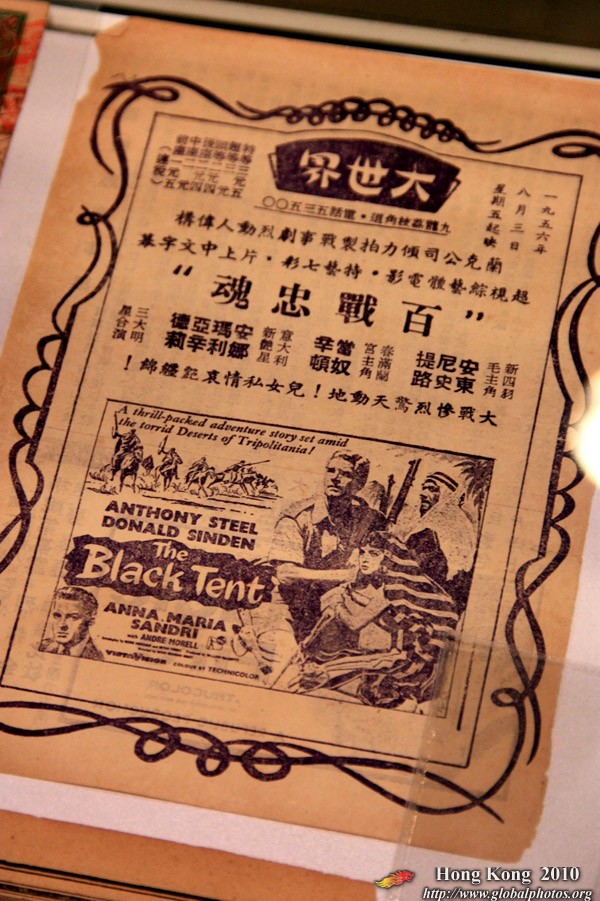 大世界
一九五六年
八月三日
星期五起映
九龍荔枝角道・電話五三五〇〇
蘭克公司傾力拍製戰事劇烈動人偉構
超視綜藝體電影・特藝七彩・片上中文字幕
“百戰忠魂”
新四羽毛主角
安東尼史提路
春滿蘭宮主角
當奴辛頓
意大利新艷星
安娜瑪利亞辛德莉
三大明星合演
大戰慘烈驚天動地！兒女私情哀艷纏綿！
A thrill-packed adventure story set amid
the torrid Deserts of Tripolitania!
ANTHONY STEEL
DONALD SINDEN
The
Black Tent
ANNA MARIA
SANDRI
with ANDRE MORELL
VISTAVISION COLOUR BY TECHNICOLOR
Hong Kong 2010
http://www.globalphotos.org